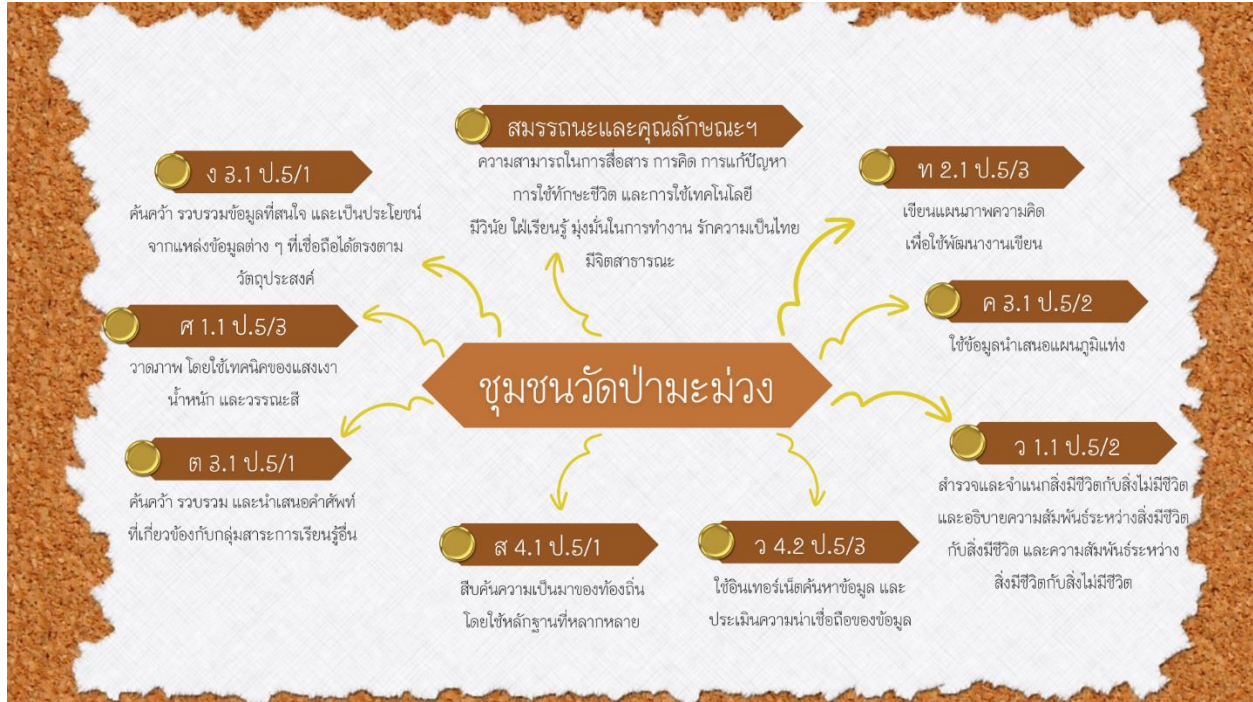 สมรรถนะและคุณลักษณะฯ
ความสามารถในการสื่อสาร การคิด การแก้ปัญหา
การใช้ทักษะชีวิต และการใช้เทคโนโลยี
มีวินัย ใฝ่เรียนรู้ มุ่งมั่นในการทำงาน รักความเป็นไทย
มีจิตสาธารณะ
ง 3.1 ป.5/1
ค้นคว้า รวบรวมข้อมูลที่สนใจ และเป็นประโยชน์
จากแหล่งข้อมูลต่าง ๆ ที่เชื่อถือได้ตรงตาม
วัตถุประสงค์
ท 2.1 ป.5/3
เขียนแผนภาพความคิด
เพื่อใช้พัฒนางานเขียน
ศ 1.1 ป.5/3
วาดภาพ โดยใช้เทคนิคของแสงเงา
น้ำหนัก และวรรณะสี
ค 3.1 ป.5/2
ใช้ข้อมูลนำเสนอแผนภูมิแท่ง
ชุมชนวัดป่ามะม่วง
ต 3.1 ป.5/1
ค้นคว้า รวบรวม และนำเสนอคำศัพท์
ที่เกี่ยวข้องกับกลุ่มสาระการเรียนรู้อื่น
ว 1.1 ป.5/2
สำรวจและจำแนกสิ่งมีชีวิตกับสิ่งไม่มีชีวิต
และอธิบายความสัมพันธ์ระหว่างสิ่งมีชีวิต
กับสิ่งมีชีวิต และความสัมพันธ์ระหว่าง
สิ่งมีชีวิตกับสิ่งไม่มีชีวิต
ส 4.1 ป.5/1
สืบค้นความเป็นมาของท้องถิ่น
โดยใช้หลักฐานที่หลากหลาย
ว 4.2 ป.5/3
ใช้อินเทอร์เน็ตค้นหาข้อมูล และ
ประเมินความน่าเชื่อถือของข้อมูล